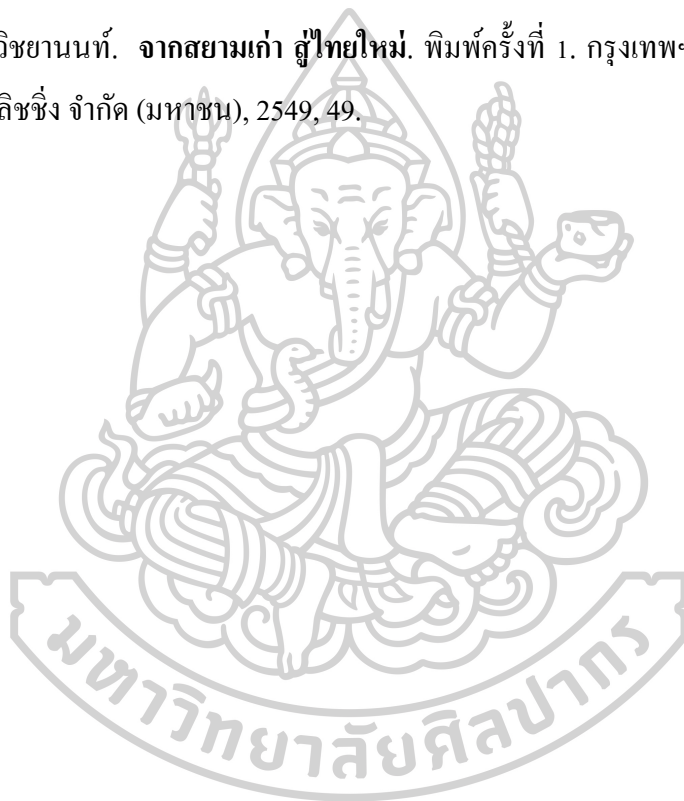 วิชยานนท์. จากสยามเก่า สู่ไทยใหม่. พิมพ์ครั้งที่ 1. กรุงเทพฯ
ลิชชิ่ง จำกัด (มหาชน), 2549, 49.
มหาวิทยาลัยศิลปากร